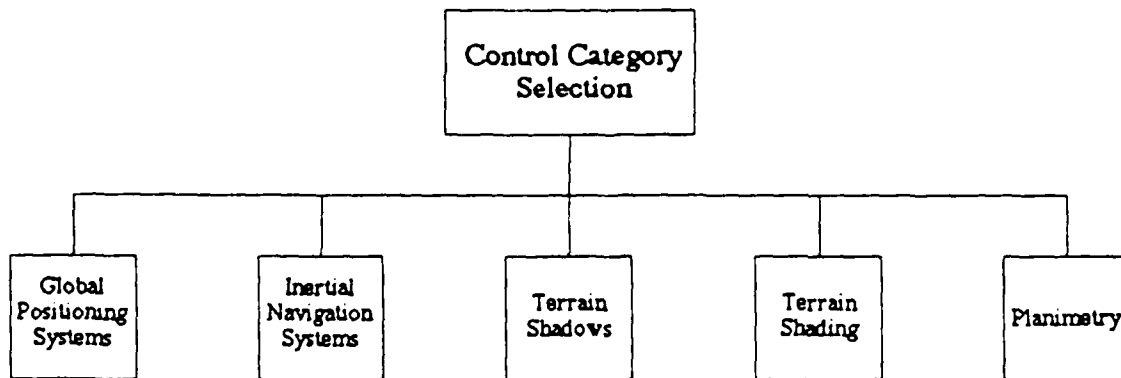 Control Category
Selection
Global
Positioning
Systems
Inertial
Navigation
Systems
Terrain
Shadows
Terrain
Shading
Planimetry